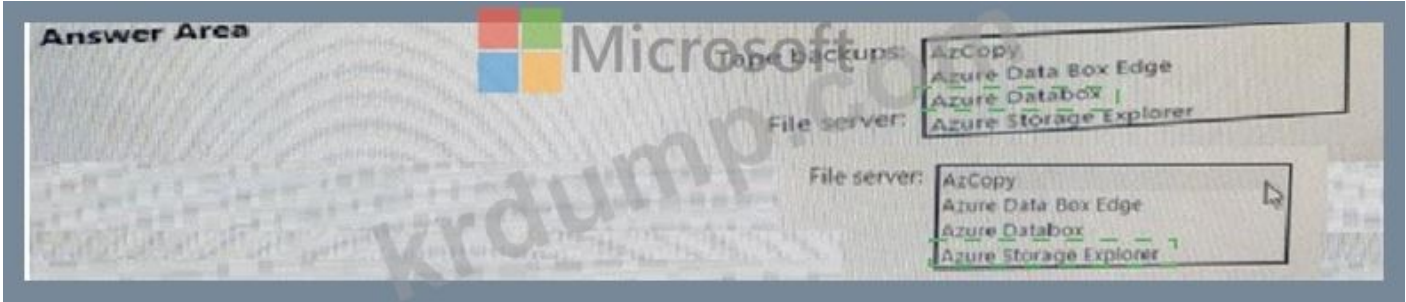 Answer Area
Microsoft
Tape backups:
AzCopy
Azure Data Box Edge
Azure Databox
File server:
Azure Storage Explorer
File server:
AzCopy
Azure Data Box Edge
Azure Databox
Azure Storage Explorer
krdump.com